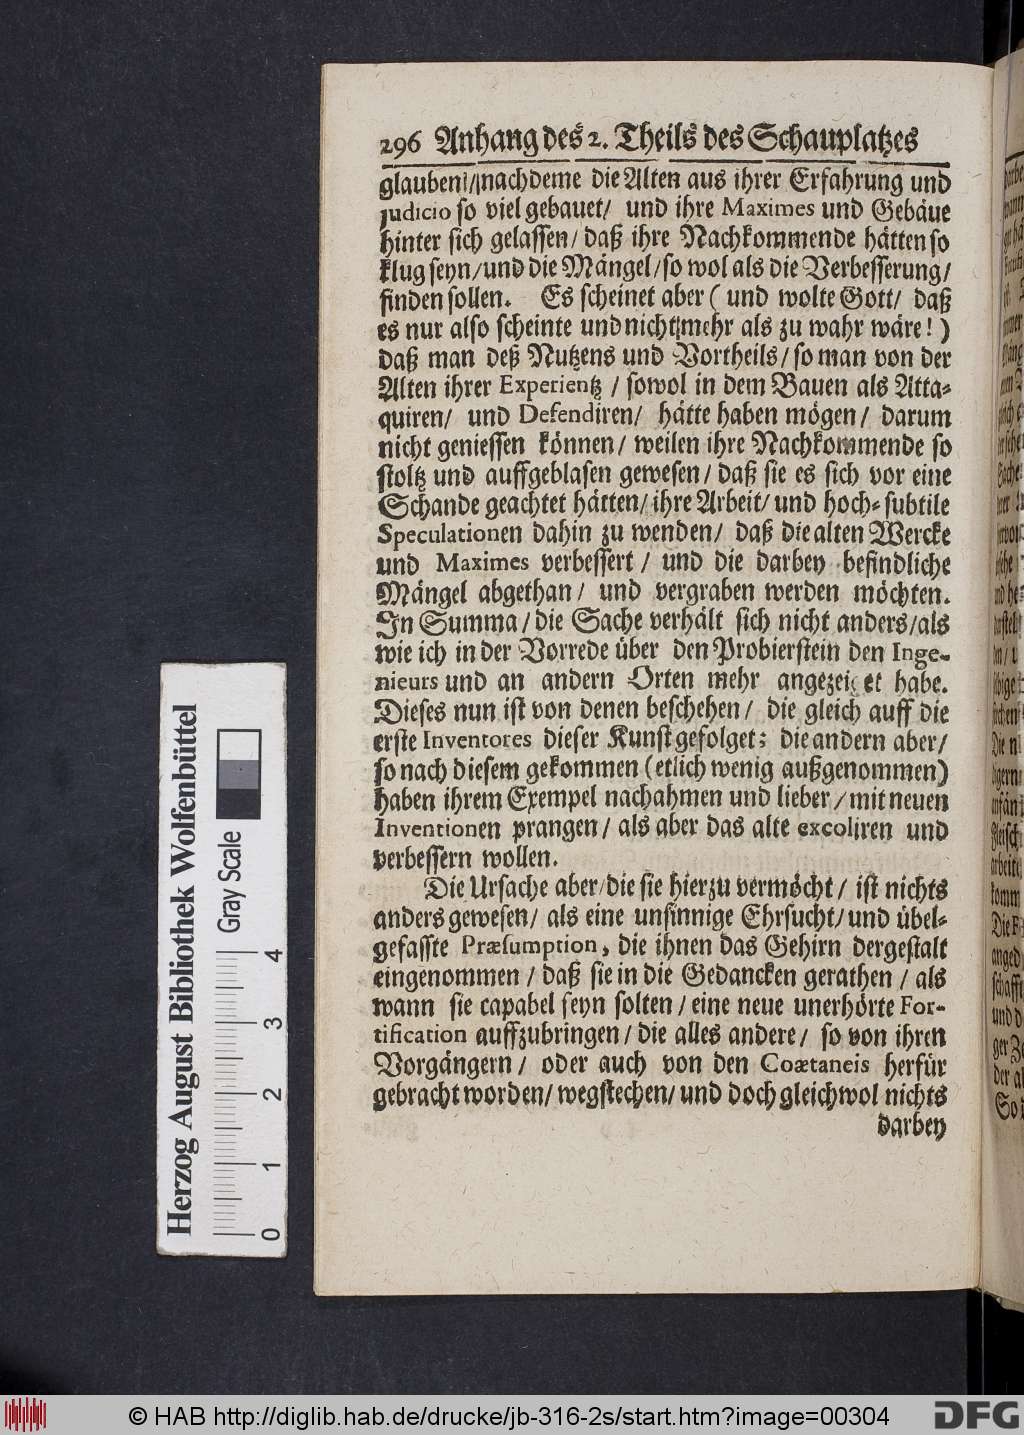 296 Anhang des 2. Theils des Schauplatzes
glauben / nachdeme die Alten aus ihrer Erfahrung und
judicio so viel gebauet / und ihre Maximes und Gebäue
hinter sich gelassen / daß ihre Nachkommende hätten so
klug seyn / und die Mängel / so wol als die Verbesserung /
finden sollen. Es scheinet aber ( und wolte Gott / daß
es nur also scheinte und nicht mehr als zu wahr wäre! )
daß man deß Nutzens und Vortheils / so man von der
Alten ihrer Experientz / sowol in dem Bauen als Atta-
quiren / und Defendiren / hätte haben mögen / darum
nicht geniessen können / weilen ihre Nachkommende so
stoltz und auffgeblasen gewesen / daß sie es sich vor eine
Schande geachtet hätten / ihre Arbeit / und hoch-subtile
Speculationen dahin zu wenden / daß die alten Wercke
und Maximes verbessert / und die darbey befindliche
Mängel abgethan / und vergraben werden möchten.
In Summa / die Sache verhält sich nicht anders / als
wie ich in der Vorrede über den Probierstein den Inge-
nieurs und an andern Orten mehr angezeiget habe.
Dieses nun ist von denen beschehen / die gleich auff die
erste Inventores dieser Kunst gefolget; die andern aber /
so nach diesem gekommen (etlich wenig außgenommen)
haben ihrem Exempel nachahmen und lieber / mit neuen
Inventionen prangen / als aber das alte excoliren und
verbessern wollen.
Die Ursache aber / die sie hierzu vermöcht / ist nichts
anders gewesen / als eine unsinnige Ehrsucht / und übel-
gefasste Præsumption, die ihnen das Gehirn dergestalt
eingenommen / daß sie in die Gedancken gerathen / als
wann sie capabel seyn solten / eine neue unerhörte For-
tification auffzubringen / die alles andere / so von ihren
Vorgängern / oder auch von den Coætaneis herfür
gebracht worden / wegstechen / und doch gleichwol nichts
darbey
Herzog August Bibliothek Wolfenbüttel
Gray Scale
0 1 2 3 4
© HAB http://diglib.hab.de/drucke/jb-316-2s/start.htm?image=00304
DFG